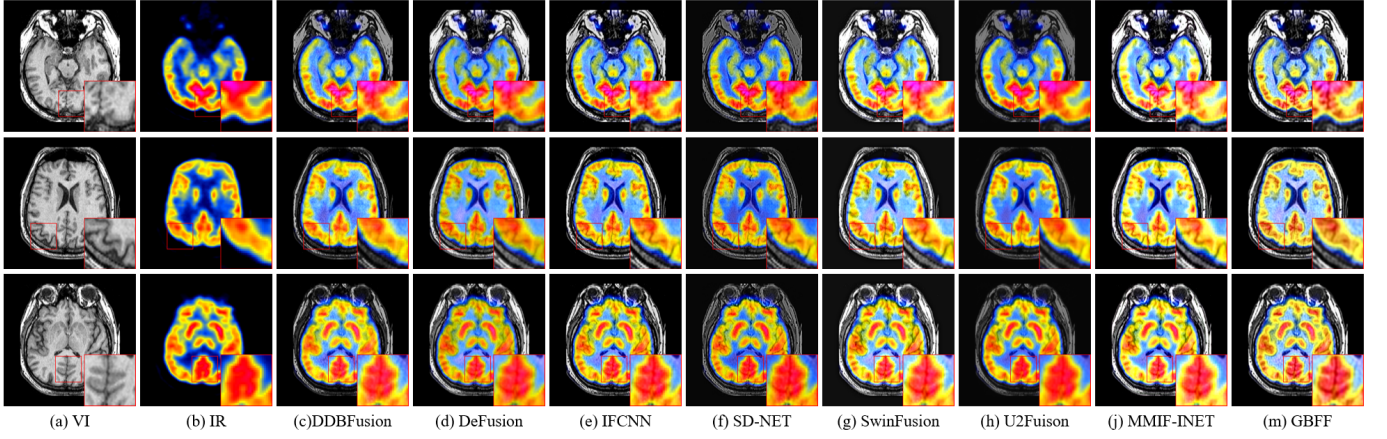 (a) VI (b) IR (c)DDBFusion (d) DeFusion (e) IFCNN (f) SD-NET (g) SwinFusion (h) U2Fuison (j) MMIF-INET (m) GBFF